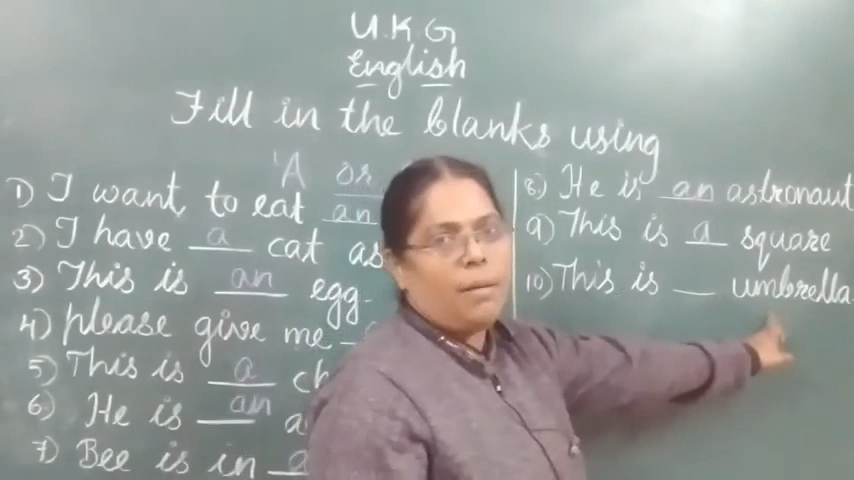 U.K.G
English
Fill in the blanks using
'A or
1) I want to eat an
2) I have a cat as
3) This is an egg.
4) please give me
5) This is a
6) He is an
7) Bee is in a
8) He is an astronaut
9) This is a square
10) This is __ umbrella.